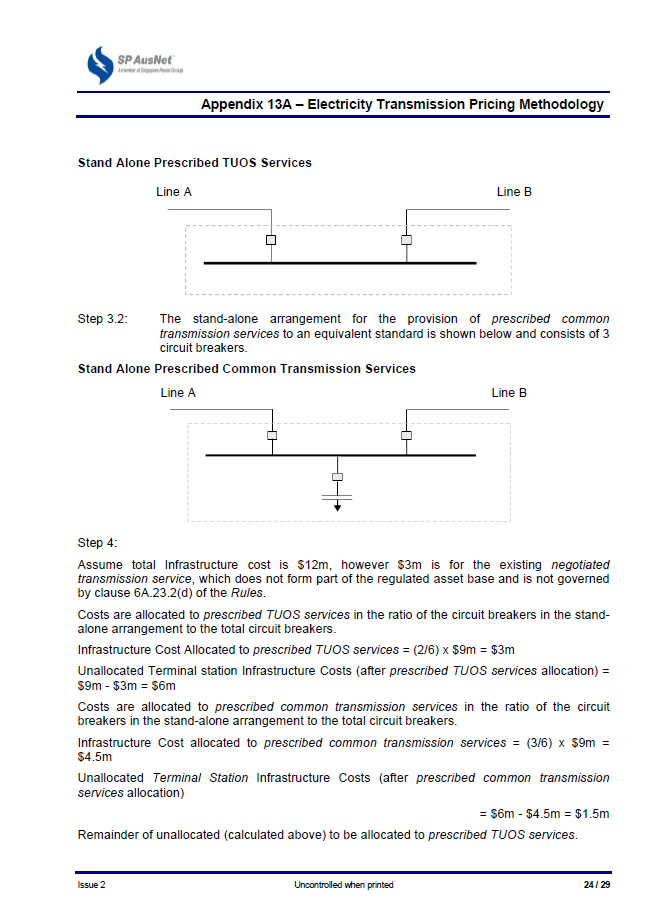 SP AusNet
A member of Singapore Power Group
Appendix 13A – Electricity Transmission Pricing Methodology
Stand Alone Prescribed TUOS Services
Line A Line B
Step 3.2: The stand-alone arrangement for the provision of prescribed common
transmission services to an equivalent standard is shown below and consists of 3
circuit breakers.
Stand Alone Prescribed Common Transmission Services
Line A Line B
Step 4:
Assume total Infrastructure cost is $12m, however $3m is for the existing negotiated
transmission service, which does not form part of the regulated asset base and is not governed
by clause 6A.23.2(d) of the Rules.
Costs are allocated to prescribed TUOS services in the ratio of the circuit breakers in the stand-
alone arrangement to the total circuit breakers.
Infrastructure Cost Allocated to prescribed TUOS services = (2/6) x $9m = $3m
Unallocated Terminal station Infrastructure Costs (after prescribed TUOS services allocation) =
$9m - $3m = $6m
Costs are allocated to prescribed common transmission services in the ratio of the circuit
breakers in the stand-alone arrangement to the total circuit breakers.
Infrastructure Cost allocated to prescribed common transmission services = (3/6) x $9m =
$4.5m
Unallocated Terminal Station Infrastructure Costs (after prescribed common transmission
services allocation)
= $6m - $4.5m = $1.5m
Remainder of unallocated (calculated above) to be allocated to prescribed TUOS services.
Issue 2 Uncontrolled when printed 24 / 29